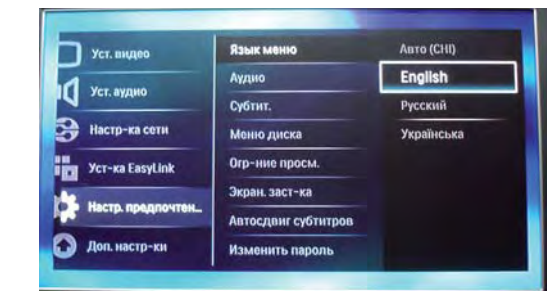 Уст. видео
Уст. аудио
Настр-ка сети
Уст-ка EasyLink
Настр. предпочтен...
Доп. настр-ки
Язык меню
Аудио
Субтит.
Меню диска
Огр-ние просм.
Экран. заст-ка
Автосдвиг субтитров
Изменить пароль
Авто (CHI)
English
Русский
Українська